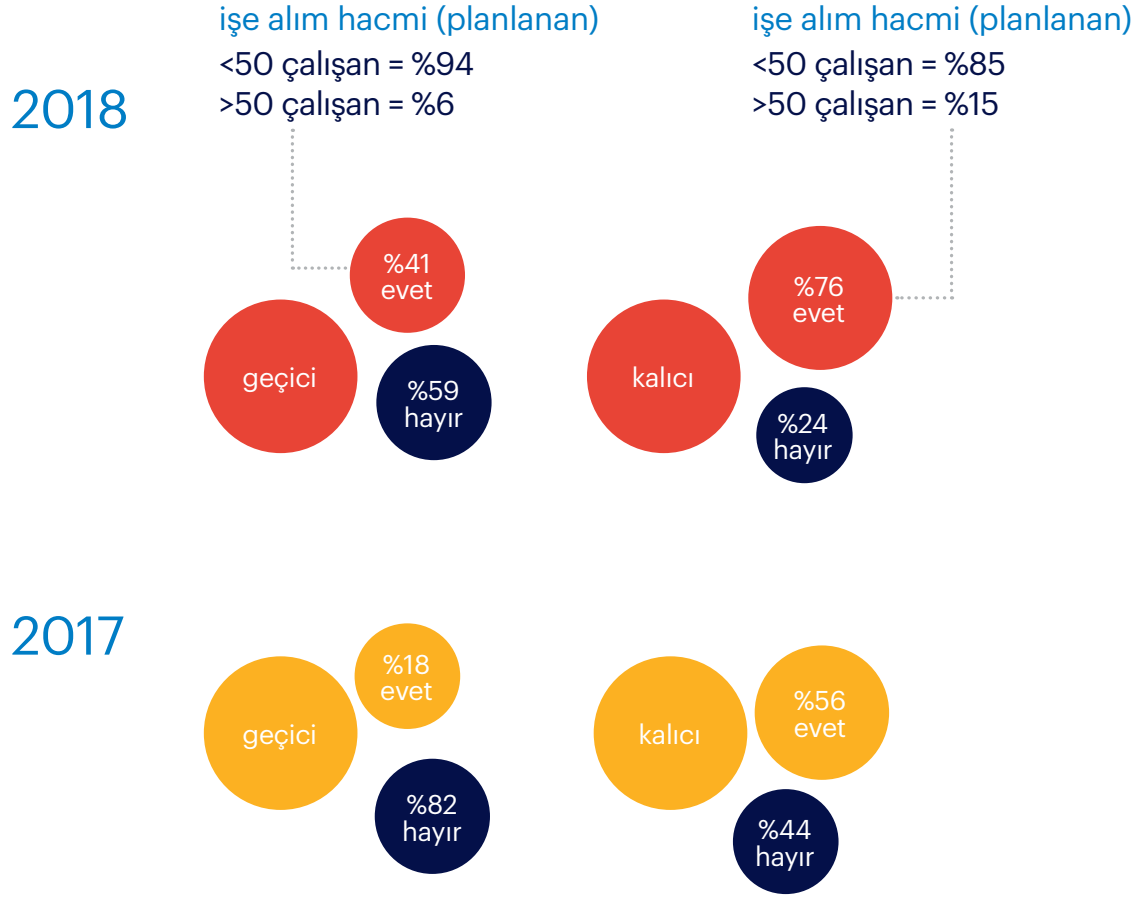 2018
işe alım hacmi (planlanan)
<50 çalışan = %94
>50 çalışan = %6
işe alım hacmi (planlanan)
<50 çalışan = %85
>50 çalışan = %15
geçici
%41
evet
%59
hayır
kalıcı
%76
evet
%24
hayır
2017
geçici
%18
evet
%82
hayır
kalıcı
%56
evet
%44
hayır